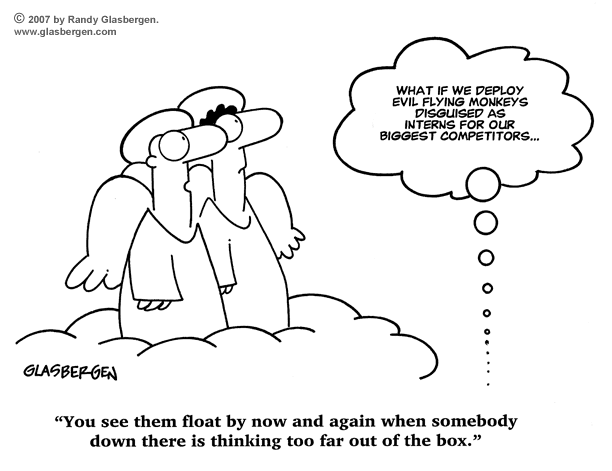 © 2007 by Randy Glasbergen.
www.glasbergen.com
WHAT IF WE DEPLOY
EVIL FLYING MONKEYS
DISGUISED AS
INTERNS FOR OUR
BIGGEST COMPETITORS...
GLASBERGEN
“You see them float by now and again when somebody
down there is thinking too far out of the box.”